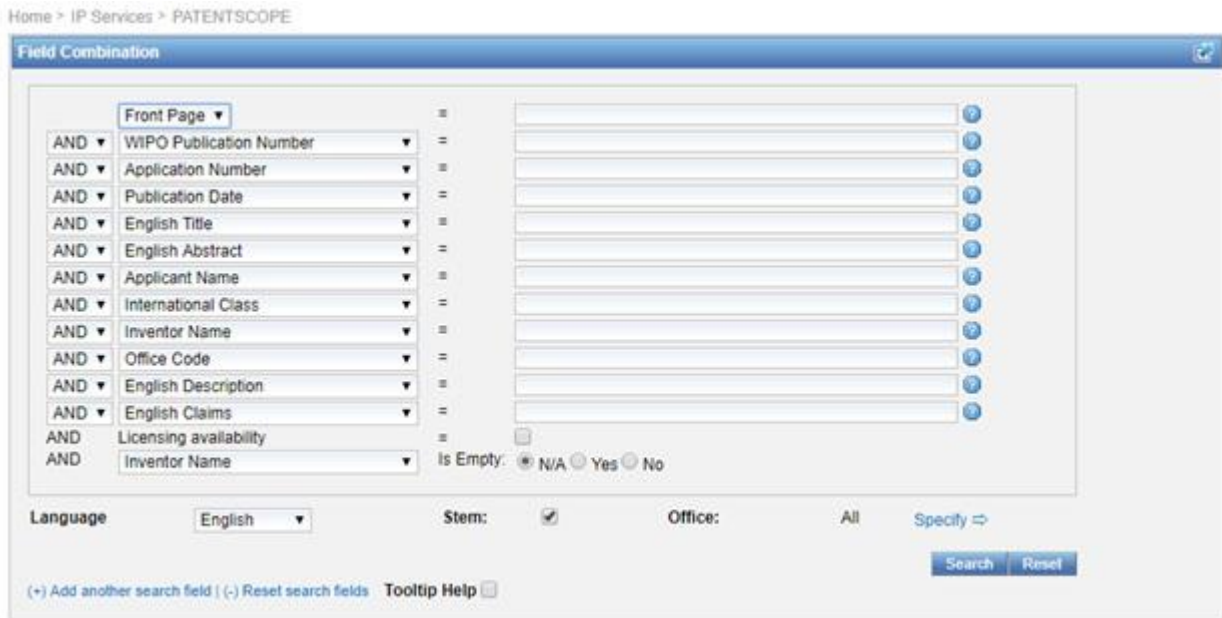 Home > IP Services > PATENTSCOPE
Field Combination
Front Page =
AND WIPO Publication Number =
AND Application Number =
AND Publication Date =
AND English Title =
AND English Abstract =
AND Applicant Name =
AND International Class =
AND Inventor Name =
AND Office Code =
AND English Description =
AND English Claims =
AND Licensing availability =
AND Inventor Name Is Empty: N/A Yes No
Language English Stem: Office: All Specify ⇨
Search Reset
(+) Add another search field | (-) Reset search fields Tooltip Help